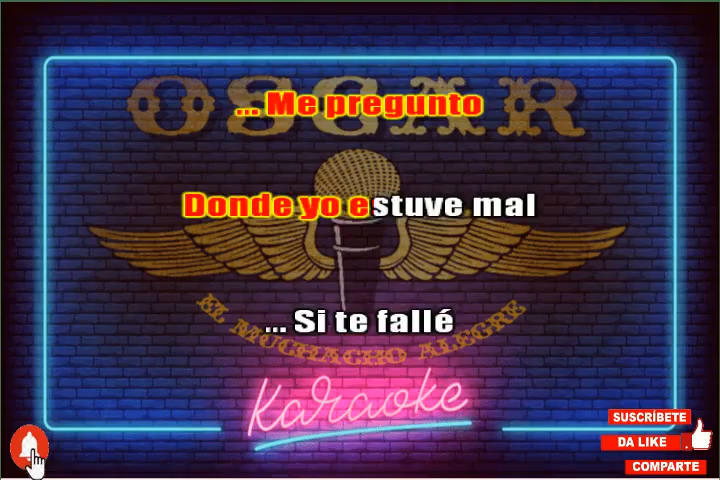 OSCAR
... Me pregunto
Donde yo estuve mal
... Si te fallé
EL MUCHACHO ALEGRE
Karaoke
SUSCRÍBETE
DA LIKE
COMPARTE